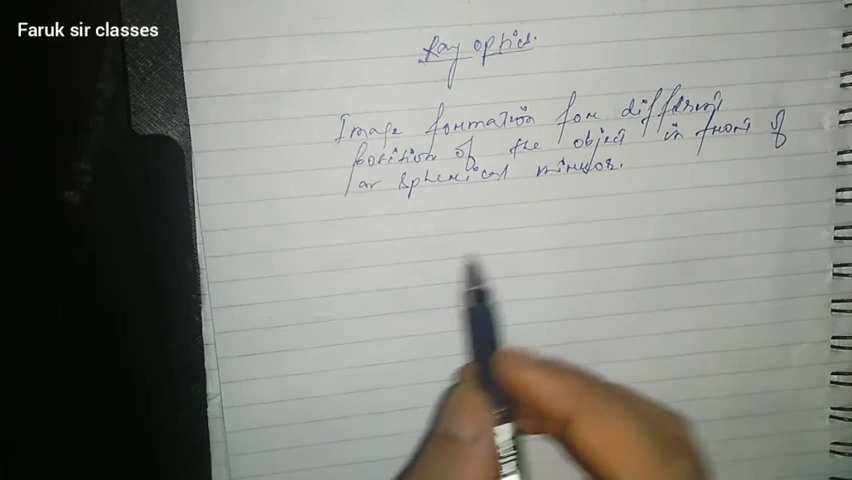 Faruk sir classes
Ray optics.
Image formation for different
position of the object in front of
a spherical mirror.